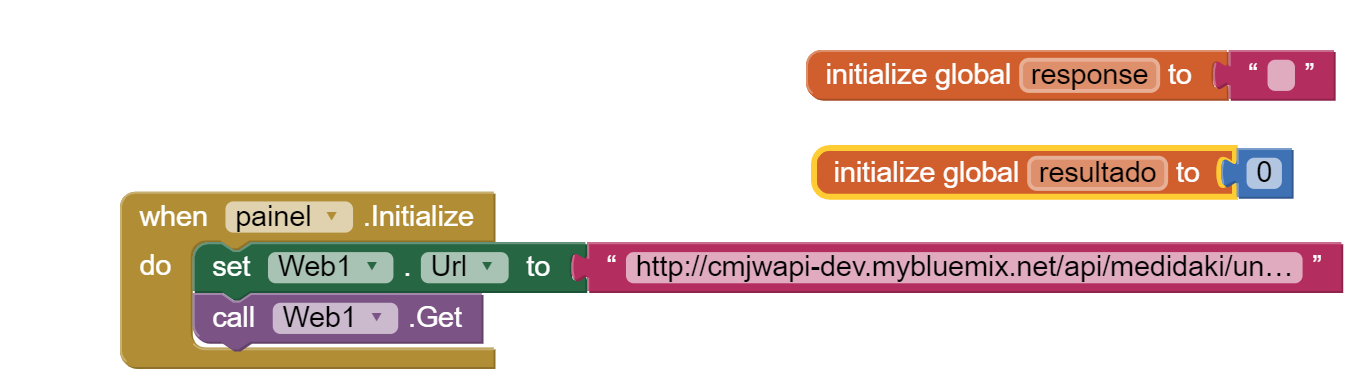 initialize global response to “ ”
initialize global resultado to 0
when painel .Initialize
do set Web1 . Url to “ http://cmjwapi-dev.mybluemix.net/api/medidaki/un… ”
call Web1 .Get